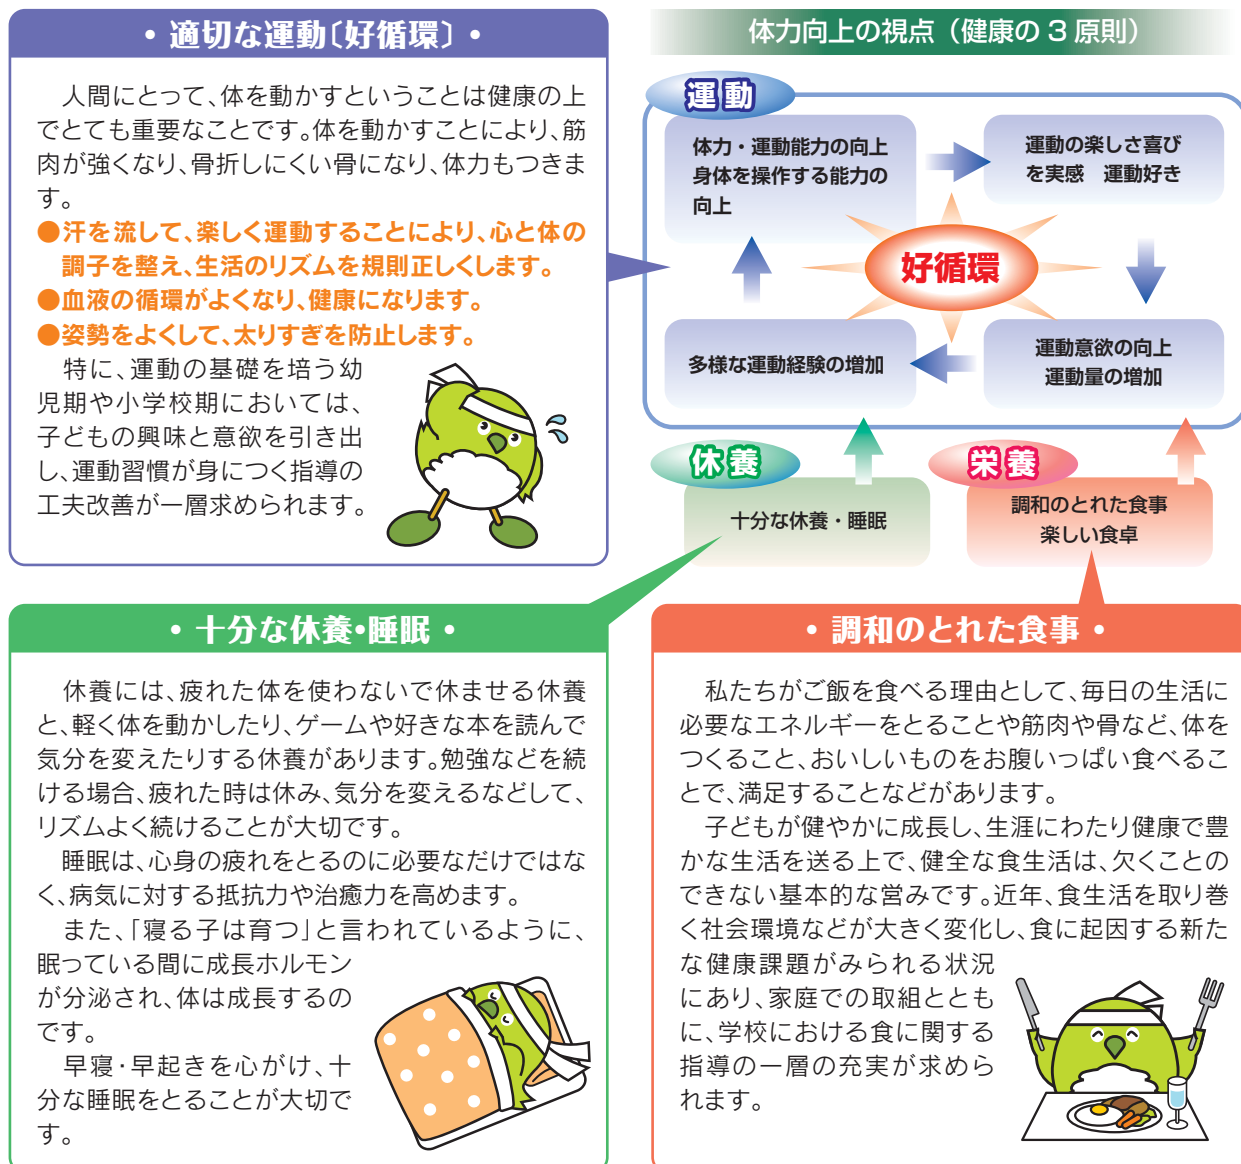 • 適切な運動〔好循環〕 •
　人間にとって、体を動かすということは健康の上
でとても重要なことです。体を動かすことにより、筋
肉が強くなり、骨折しにくい骨になり、体力もつきま
す。
●汗を流して、楽しく運動することにより、心と体の
調子を整え、生活のリズムを規則正しくします。
●血液の循環がよくなり、健康になります。
●姿勢をよくして、太りすぎを防止します。
　特に、運動の基礎を培う幼
児期や小学校期においては、
子どもの興味と意欲を引き出
し、運動習慣が身につく指導の
工夫改善が一層求められます。
体力向上の視点（健康の３原則）
運動
体力・運動能力の向上
身体を操作する能力の
向上
運動の楽しさ喜び
を実感　運動好き
好循環
多様な運動経験の増加
運動意欲の向上
運動量の増加
休養
十分な休養・睡眠
栄養
調和のとれた食事
楽しい食卓
• 十分な休養・睡眠 •
　休養には、疲れた体を使わないで休ませる休養
と、軽く体を動かしたり、ゲームや好きな本を読んで
気分を変えたりする休養があります。勉強などを続
ける場合、疲れた時は休み、気分を変えるなどして、
リズムよく続けることが大切です。
　睡眠は、心身の疲れをとるのに必要なだけではな
く、病気に対する抵抗力や治癒力を高めます。
　また、「寝る子は育つ」と言われているように、
眠っている間に成長ホルモン
が分泌され、体は成長するの
です。
　早寝・早起きを心がけ、十
分な睡眠をとることが大切で
す。
• 調和のとれた食事 •
　私たちがご飯を食べる理由として、毎日の生活に
必要なエネルギーをとることや筋肉や骨など、体を
つくること、おいしいものをお腹いっぱい食べるこ
とで、満足することなどがあります。
　子どもが健やかに成長し、生涯にわたり健康で豊
かな生活を送る上で、健全な食生活は、欠くことの
できない基本的な営みです。近年、食生活を取り巻
く社会環境などが大きく変化し、食に起因する新た
な健康課題がみられる状況
にあり、家庭での取組ととも
に、学校における食に関する
指導の一層の充実が求めら
れます。